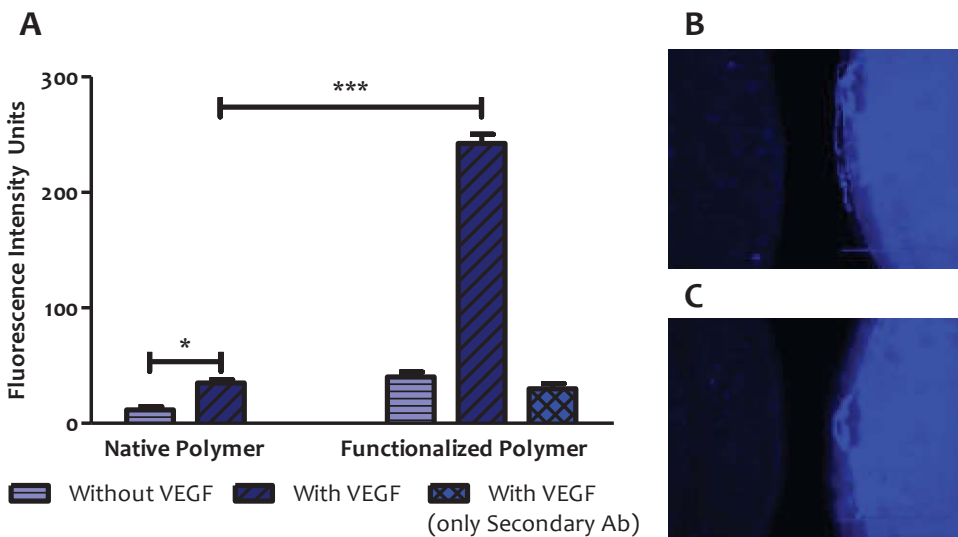 A
Fluorescence Intensity Units
300
200
100
0
*
***
Native Polymer
Functionalized Polymer
Without VEGF
With VEGF
With VEGF
(only Secondary Ab)
B
C